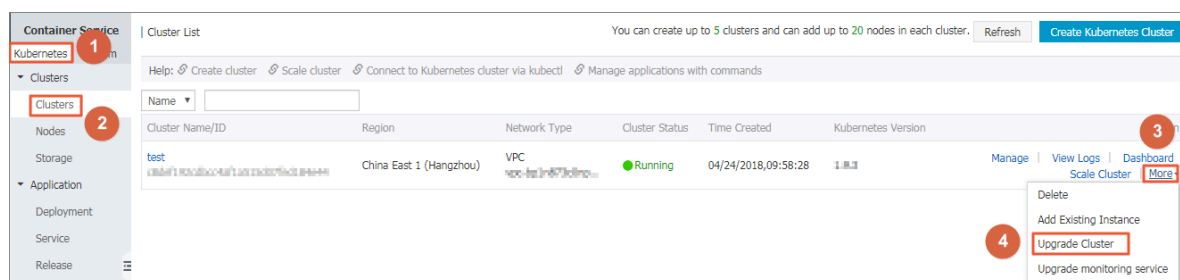 Container Service
Cluster List
You can create up to 5 clusters and can add up to 20 nodes in each cluster.
Refresh
Create Kubernetes Cluster
Kubernetes
1
Help: Create cluster Scale cluster Connect to Kubernetes cluster via kubectl Manage applications with commands
Clusters
Clusters
2
Name
Cluster Name/ID Region Network Type Cluster Status Time Created Kubernetes Version
3
Nodes
Storage
test
China East 1 (Hangzhou)
VPC
Running
04/24/2018,09:58:28
Manage View Logs Dashboard
Scale Cluster More
Application
Deployment
Service
Release
Delete
Add Existing Instance
4
Upgrade Cluster
Upgrade monitoring service